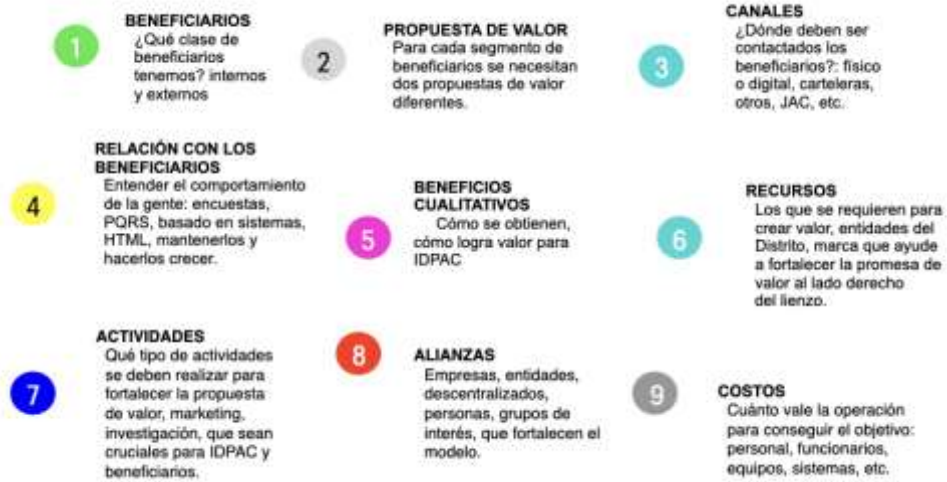 1
BENEFICIARIOS
¿Qué clase de
beneficiarios
tenemos? internos
y externos
2
PROPUESTA DE VALOR
Para cada segmento de
beneficiarios se necesitan
dos propuestas de valor
diferentes.
3
CANALES
¿Dónde deben ser
contactados los
beneficiarios?: físico
o digital, carteleras,
otros, JAC, etc.
4
RELACIÓN CON LOS
BENEFICIARIOS
Entender el comportamiento
de la gente: encuestas,
PQRS, basado en sistemas,
HTML, mantenerlos y
hacerlos crecer.
5
BENEFICIOS
CUALITATIVOS
Cómo se obtienen,
cómo logra valor para
IDPAC
6
RECURSOS
Los que se requieren para
crear valor, entidades del
Distrito, marca que ayude
a fortalecer la promesa de
valor al lado derecho
del lienzo.
7
ACTIVIDADES
Qué tipo de actividades
se deben realizar para
fortalecer la propuesta
de valor, marketing,
investigación, que sean
cruciales para IDPAC y
beneficiarios.
8
ALIANZAS
Empresas, entidades,
descentralizados,
personas, grupos de
interés, que fortalecen el
modelo.
9
COSTOS
Cuánto vale la operación
para conseguir el objetivo:
personal, funcionarios,
equipos, sistemas, etc.